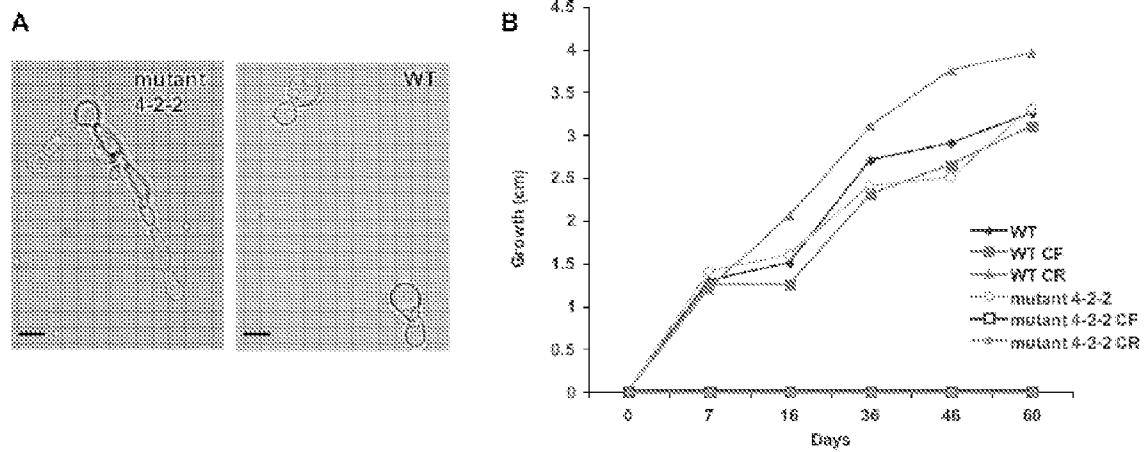 A
mutant
4-2-2
WT
B
4.5
4
3.5
3
2.5
2
1.5
1
0.5
0
Growth (cm)
0 7 16 36 48 60
Days
WT
WT CF
WT CR
mutant 4-2-2
mutant 4-2-2 CF
mutant 4-2-2 CR